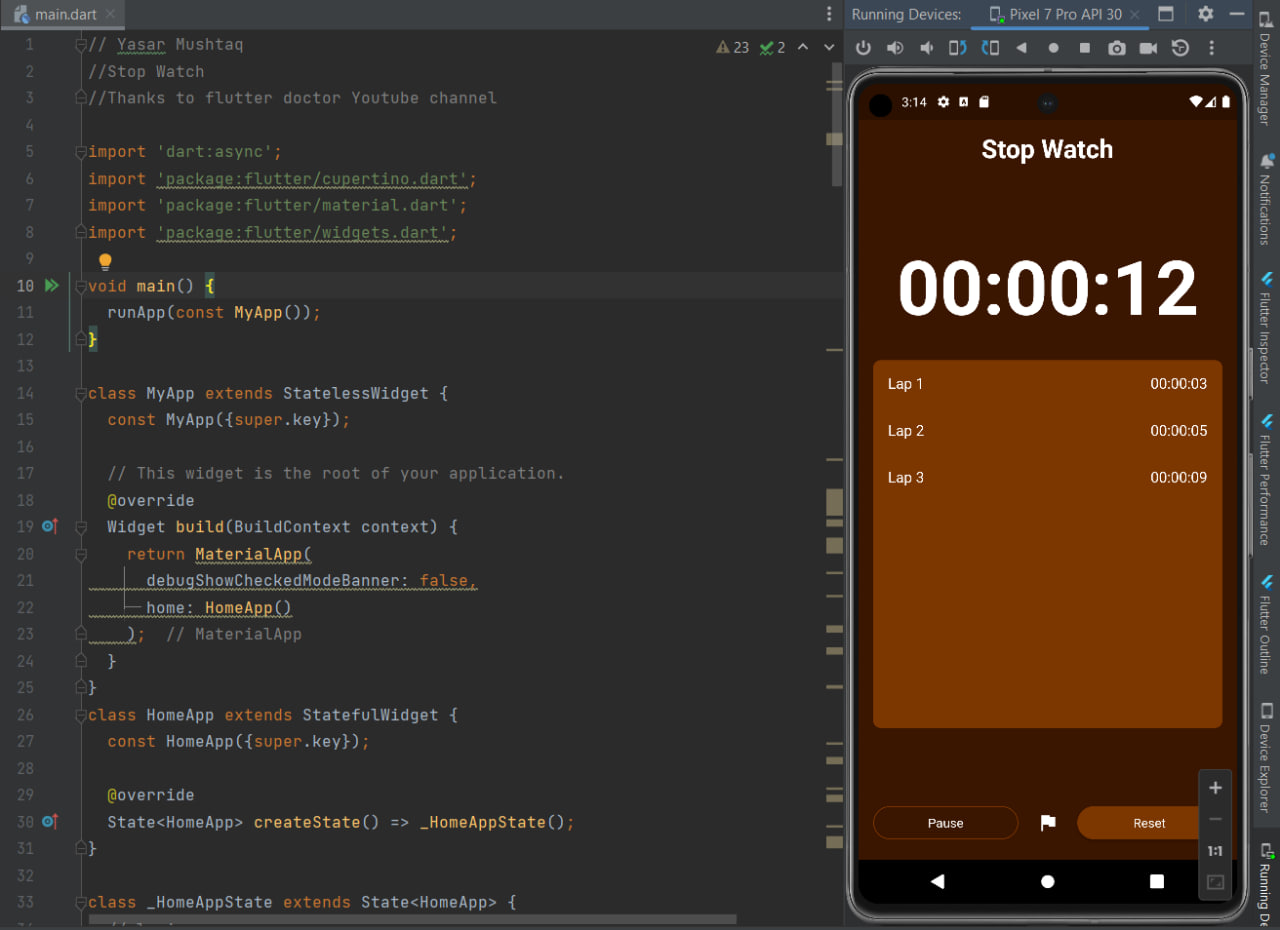 main.dart
Running Devices:
Pixel 7 Pro API 30
23
2
1 // Yasar Mushtaq
2 //Stop Watch
3 //Thanks to flutter doctor Youtube channel
4
5 import 'dart:async';
6 import 'package:flutter/cupertino.dart';
7 import 'package:flutter/material.dart';
8 import 'package:flutter/widgets.dart';
9
10 void main() {
11 runApp(const MyApp());
12 }
13
14 class MyApp extends StatelessWidget {
15 const MyApp({super.key});
16
17 // This widget is the root of your application.
18 @override
19 Widget build(BuildContext context) {
20 return MaterialApp(
21 debugShowCheckedModeBanner: false,
22 home: HomeApp()
23 ); // MaterialApp
24 }
25 }
26 class HomeApp extends StatefulWidget {
27 const HomeApp({super.key});
28
29 @override
30 State<HomeApp> createState() => _HomeAppState();
31 }
32
33 class _HomeAppState extends State<HomeApp> {
3:14
Stop Watch
00:00:12
Lap 1 00:00:03
Lap 2 00:00:05
Lap 3 00:00:09
Pause
Reset
1:1
Device Manager
Notifications
Flutter Inspector
Flutter Performance
Flutter Outline
Device Explorer
Running De